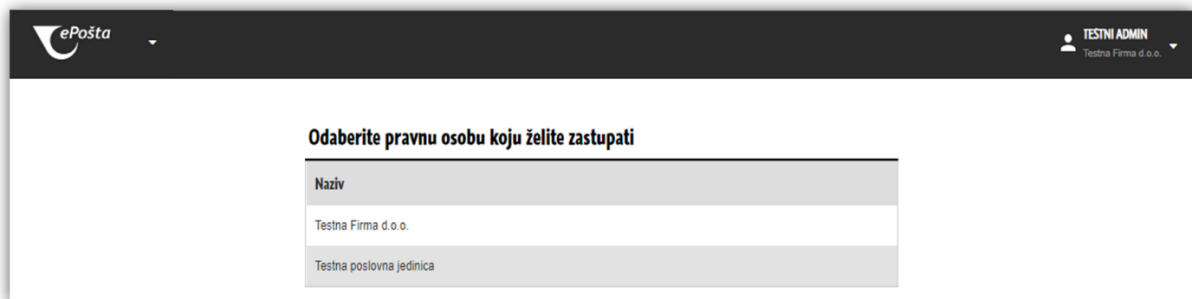 ePošta
TESTNI ADMIN
Testna Firma d.o.o.
Odaberite pravnu osobu koju želite zastupati
Naziv
Testna Firma d.o.o.
Testna poslovna jedinica